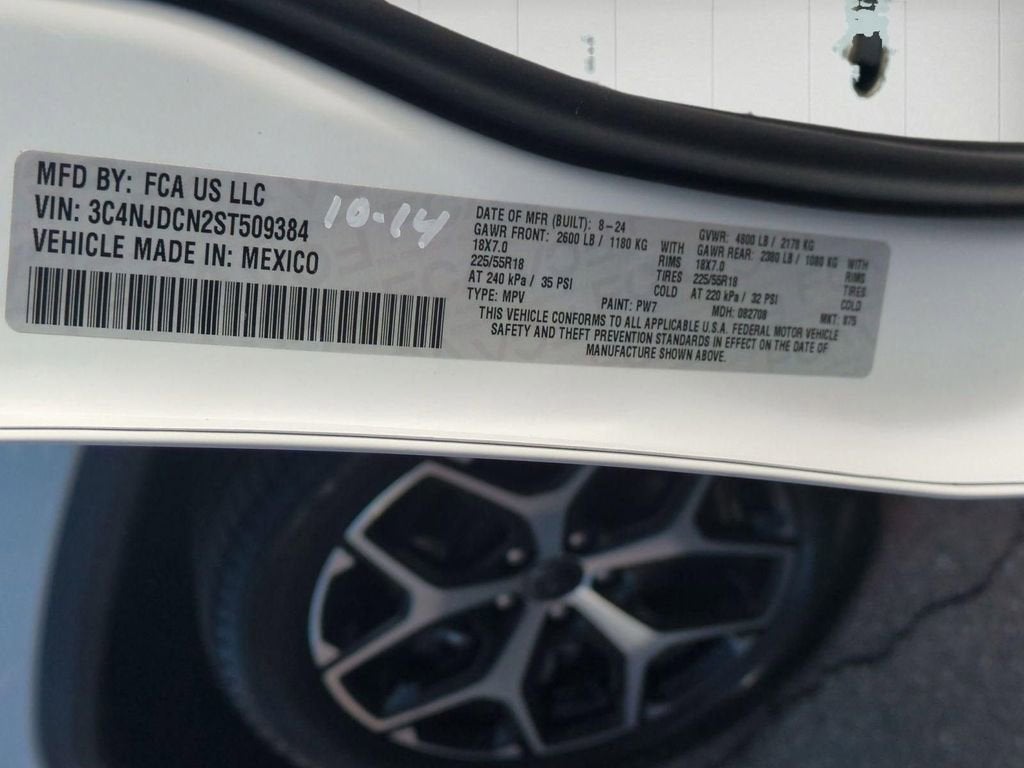 MFD BY: FCA US LLC
VIN: 3C4NJDCN2ST509384
VEHICLE MADE IN: MEXICO
10-14
DATE OF MFR (BUILT): 8-24
GVWR: 4800 LB / 2178 KG
GAWR FRONT: 2600 LB / 1180 KG WITH
GAWR REAR: 2380 LB / 1080 KG WITH
18X7.0 RIMS
18X7.0 RIMS
225/55R18 TIRES
225/55R18 TIRES
AT 240 kPa / 35 PSI COLD
AT 220 kPa / 32 PSI COLD
TYPE: MPV PAINT: PW7 MDH: 082708 MKT: 875
THIS VEHICLE CONFORMS TO ALL APPLICABLE U.S.A. FEDERAL MOTOR VEHICLE
SAFETY AND THEFT PREVENTION STANDARDS IN EFFECT ON THE DATE OF
MANUFACTURE SHOWN ABOVE.